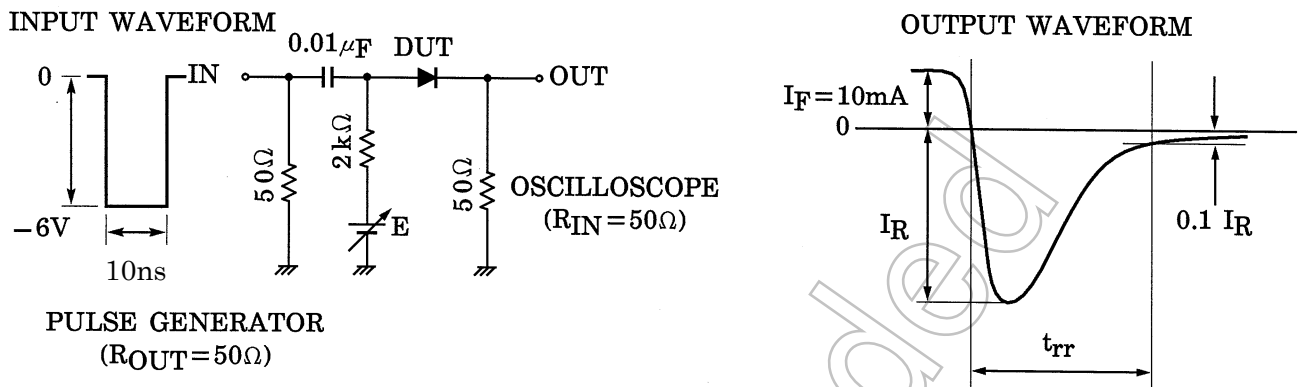 INPUT WAVEFORM
0
−6V
10ns
PULSE GENERATOR
(ROUT=50Ω)
IN
0.01μF
DUT
OUT
50Ω
2kΩ
E
50Ω
OSCILLOSCOPE
(RIN=50Ω)
OUTPUT WAVEFORM
IF=10mA
0
IR
0.1 IR
trr
ded